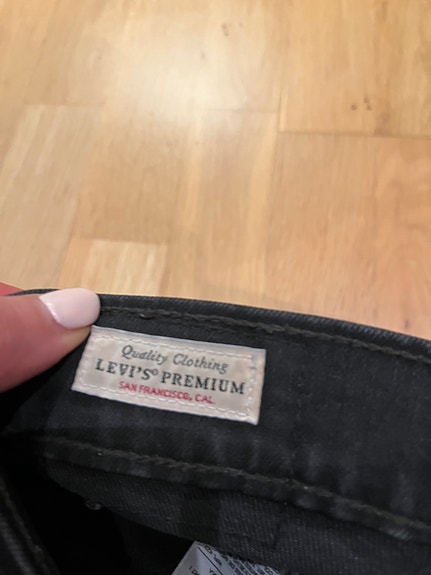 Quality Clothing
LEVI'S® PREMIUM
SAN FRANCISCO, CAL.